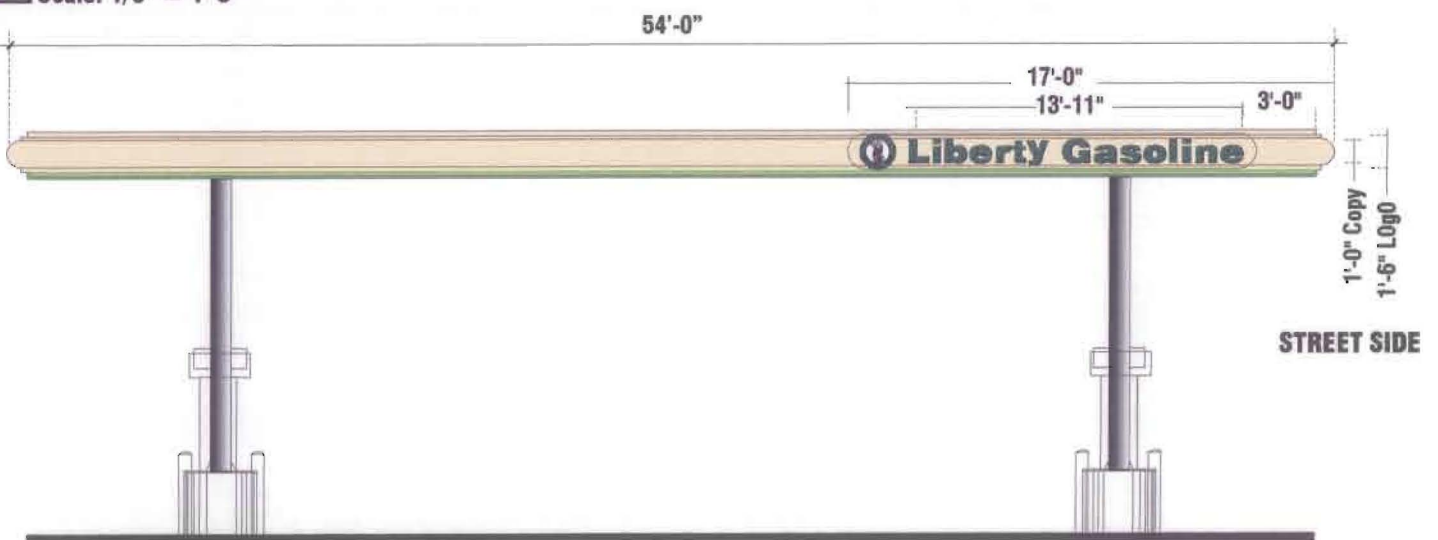 54'-0"
17'-0"
13'-11"
3'-0"
Liberty Gasoline
1'-0" Copy
1'-6" LOgO
STREET SIDE